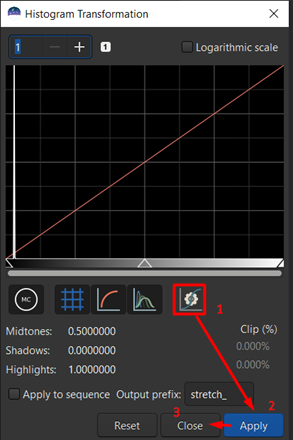 Histogram Transformation
1
1
Logarithmic scale
MC
1
Midtones: 0.5000000
Clip (%)
Shadows: 0.0000000
0.000%
Highlights: 1.0000000
0.000%
Apply to sequence Output prefix: stretch_
3 2
Reset Close Apply